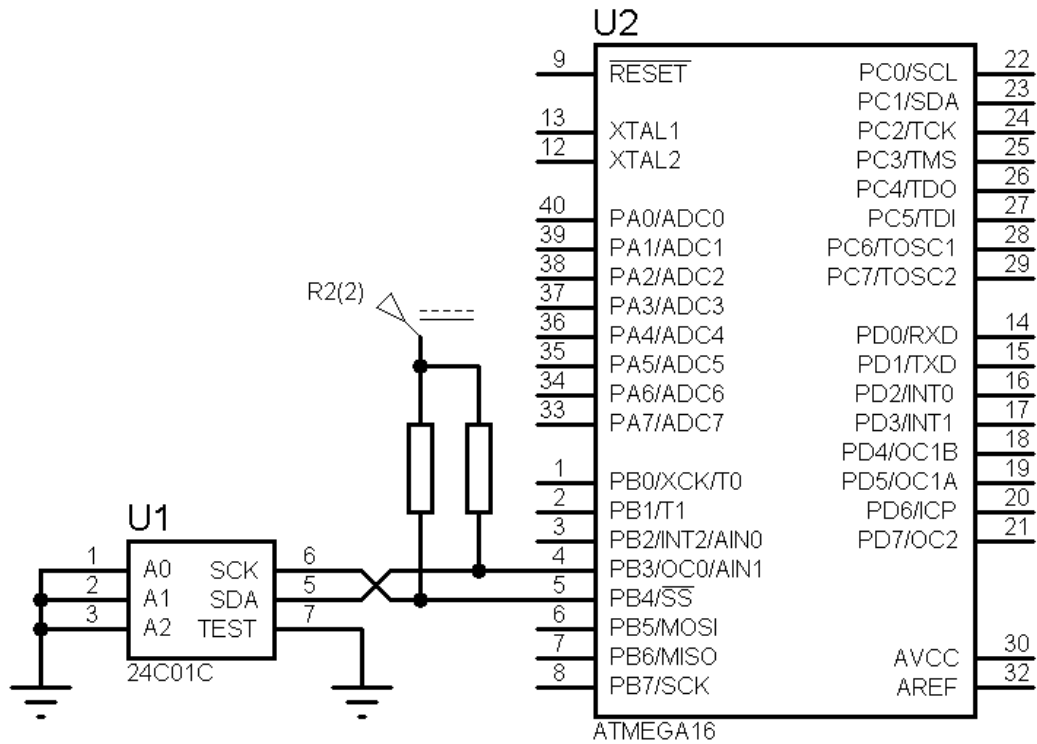 U2
9 RESET PC0/SCL 22
PC1/SDA 23
13 XTAL1 PC2/TCK 24
12 XTAL2 PC3/TMS 25
PC4/TDO 26
40 PA0/ADC0 PC5/TDI 27
39 PA1/ADC1 PC6/TOSC1 28
38 PA2/ADC2 PC7/TOSC2 29
R2(2)
37 PA3/ADC3
36 PA4/ADC4 PD0/RXD 14
35 PA5/ADC5 PD1/TXD 15
34 PA6/ADC6 PD2/INT0 16
33 PA7/ADC7 PD3/INT1 17
PD4/OC1B 18
1 PB0/XCK/T0 PD5/OC1A 19
2 PB1/T1 PD6/ICP 20
3 PB2/INT2/AIN0 PD7/OC2 21
4 PB3/OC0/AIN1
5 PB4/SS
6 PB5/MOSI
7 PB6/MISO AVCC 30
8 PB7/SCK AREF 32
ATMEGA16
U1
1 A0 SCK 6
2 A1 SDA 5
3 A2 TEST 7
24C01C